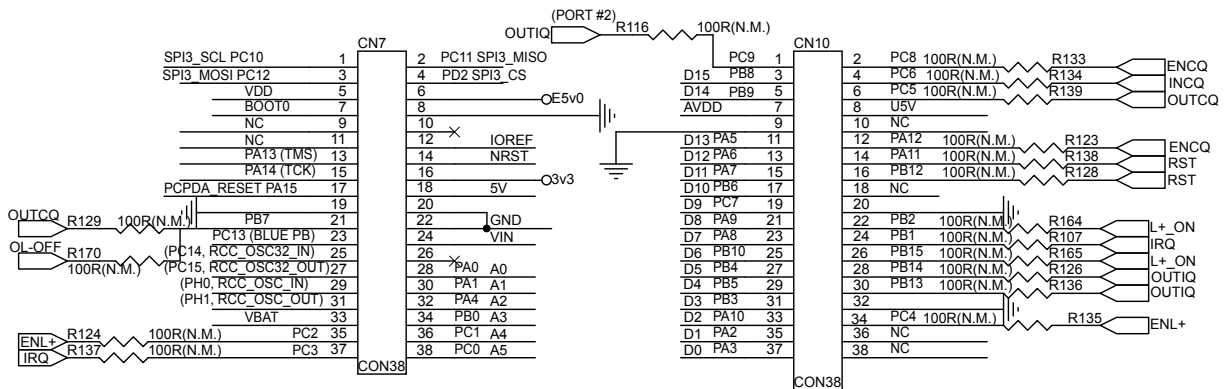 (PORT #2)
OUTIQ R116 100R(N.M.)
CN7
SPI3_SCL PC10 1 2 PC11 SPI3_MISO
SPI3_MOSI PC12 3 4 PD2 SPI3_CS
VDD 5 6 E5v0
BOOT0 7 8
NC 9 10
NC 11 12 IOREF
PA13 (TMS) 13 14 NRST
PA14 (TCK) 15 16 3v3
PCPDA_RESET PA15 17 18 5V
19 20
OUTCQ R129 100R(N.M.) PB7 21 22 GND
PC13 (BLUE PB) 23 24 VIN
OL-OFF R170 100R(N.M.) (PC14, RCC_OSC32_IN) 25 26
(PC15, RCC_OSC32_OUT) 27 28 PA0 A0
(PH0, RCC_OSC_IN) 29 30 PA1 A1
(PH1, RCC_OSC_OUT) 31 32 PA4 A2
VBAT 33 34 PB0 A3
ENL+ R124 100R(N.M.) PC2 35 36 PC1 A4
IRQ R137 100R(N.M.) PC3 37 38 PC0 A5
CON38
CN10
PC9 1 2 PC8 100R(N.M.) R133 ENCQ
D15 PB8 3 4 PC6 100R(N.M.) R134 INCQ
D14 PB9 5 6 PC5 100R(N.M.) R139 OUTCQ
AVDD 7 8 U5V
9 10 NC
D13 PA5 11 12 PA12 100R(N.M.) R123 ENCQ
D12 PA6 13 14 PA11 100R(N.M.) R138 RST
D11 PA7 15 16 PB12 100R(N.M.) R128 RST
D10 PB6 17 18 NC
D9 PC7 19 20
D8 PA9 21 22 PB2 100R(N.M.) R164 L+_ON
D7 PA8 23 24 PB1 100R(N.M.) R107 IRQ
D6 PB10 25 26 PB15 100R(N.M.) R165 L+_ON
D5 PB4 27 28 PB14 100R(N.M.) R126 OUTIQ
D4 PB5 29 30 PB13 100R(N.M.) R136 OUTIQ
D3 PB3 31 32
D2 PA10 33 34 PC4 100R(N.M.) R135 ENL+
D1 PA2 35 36 NC
D0 PA3 37 38 NC
CON38